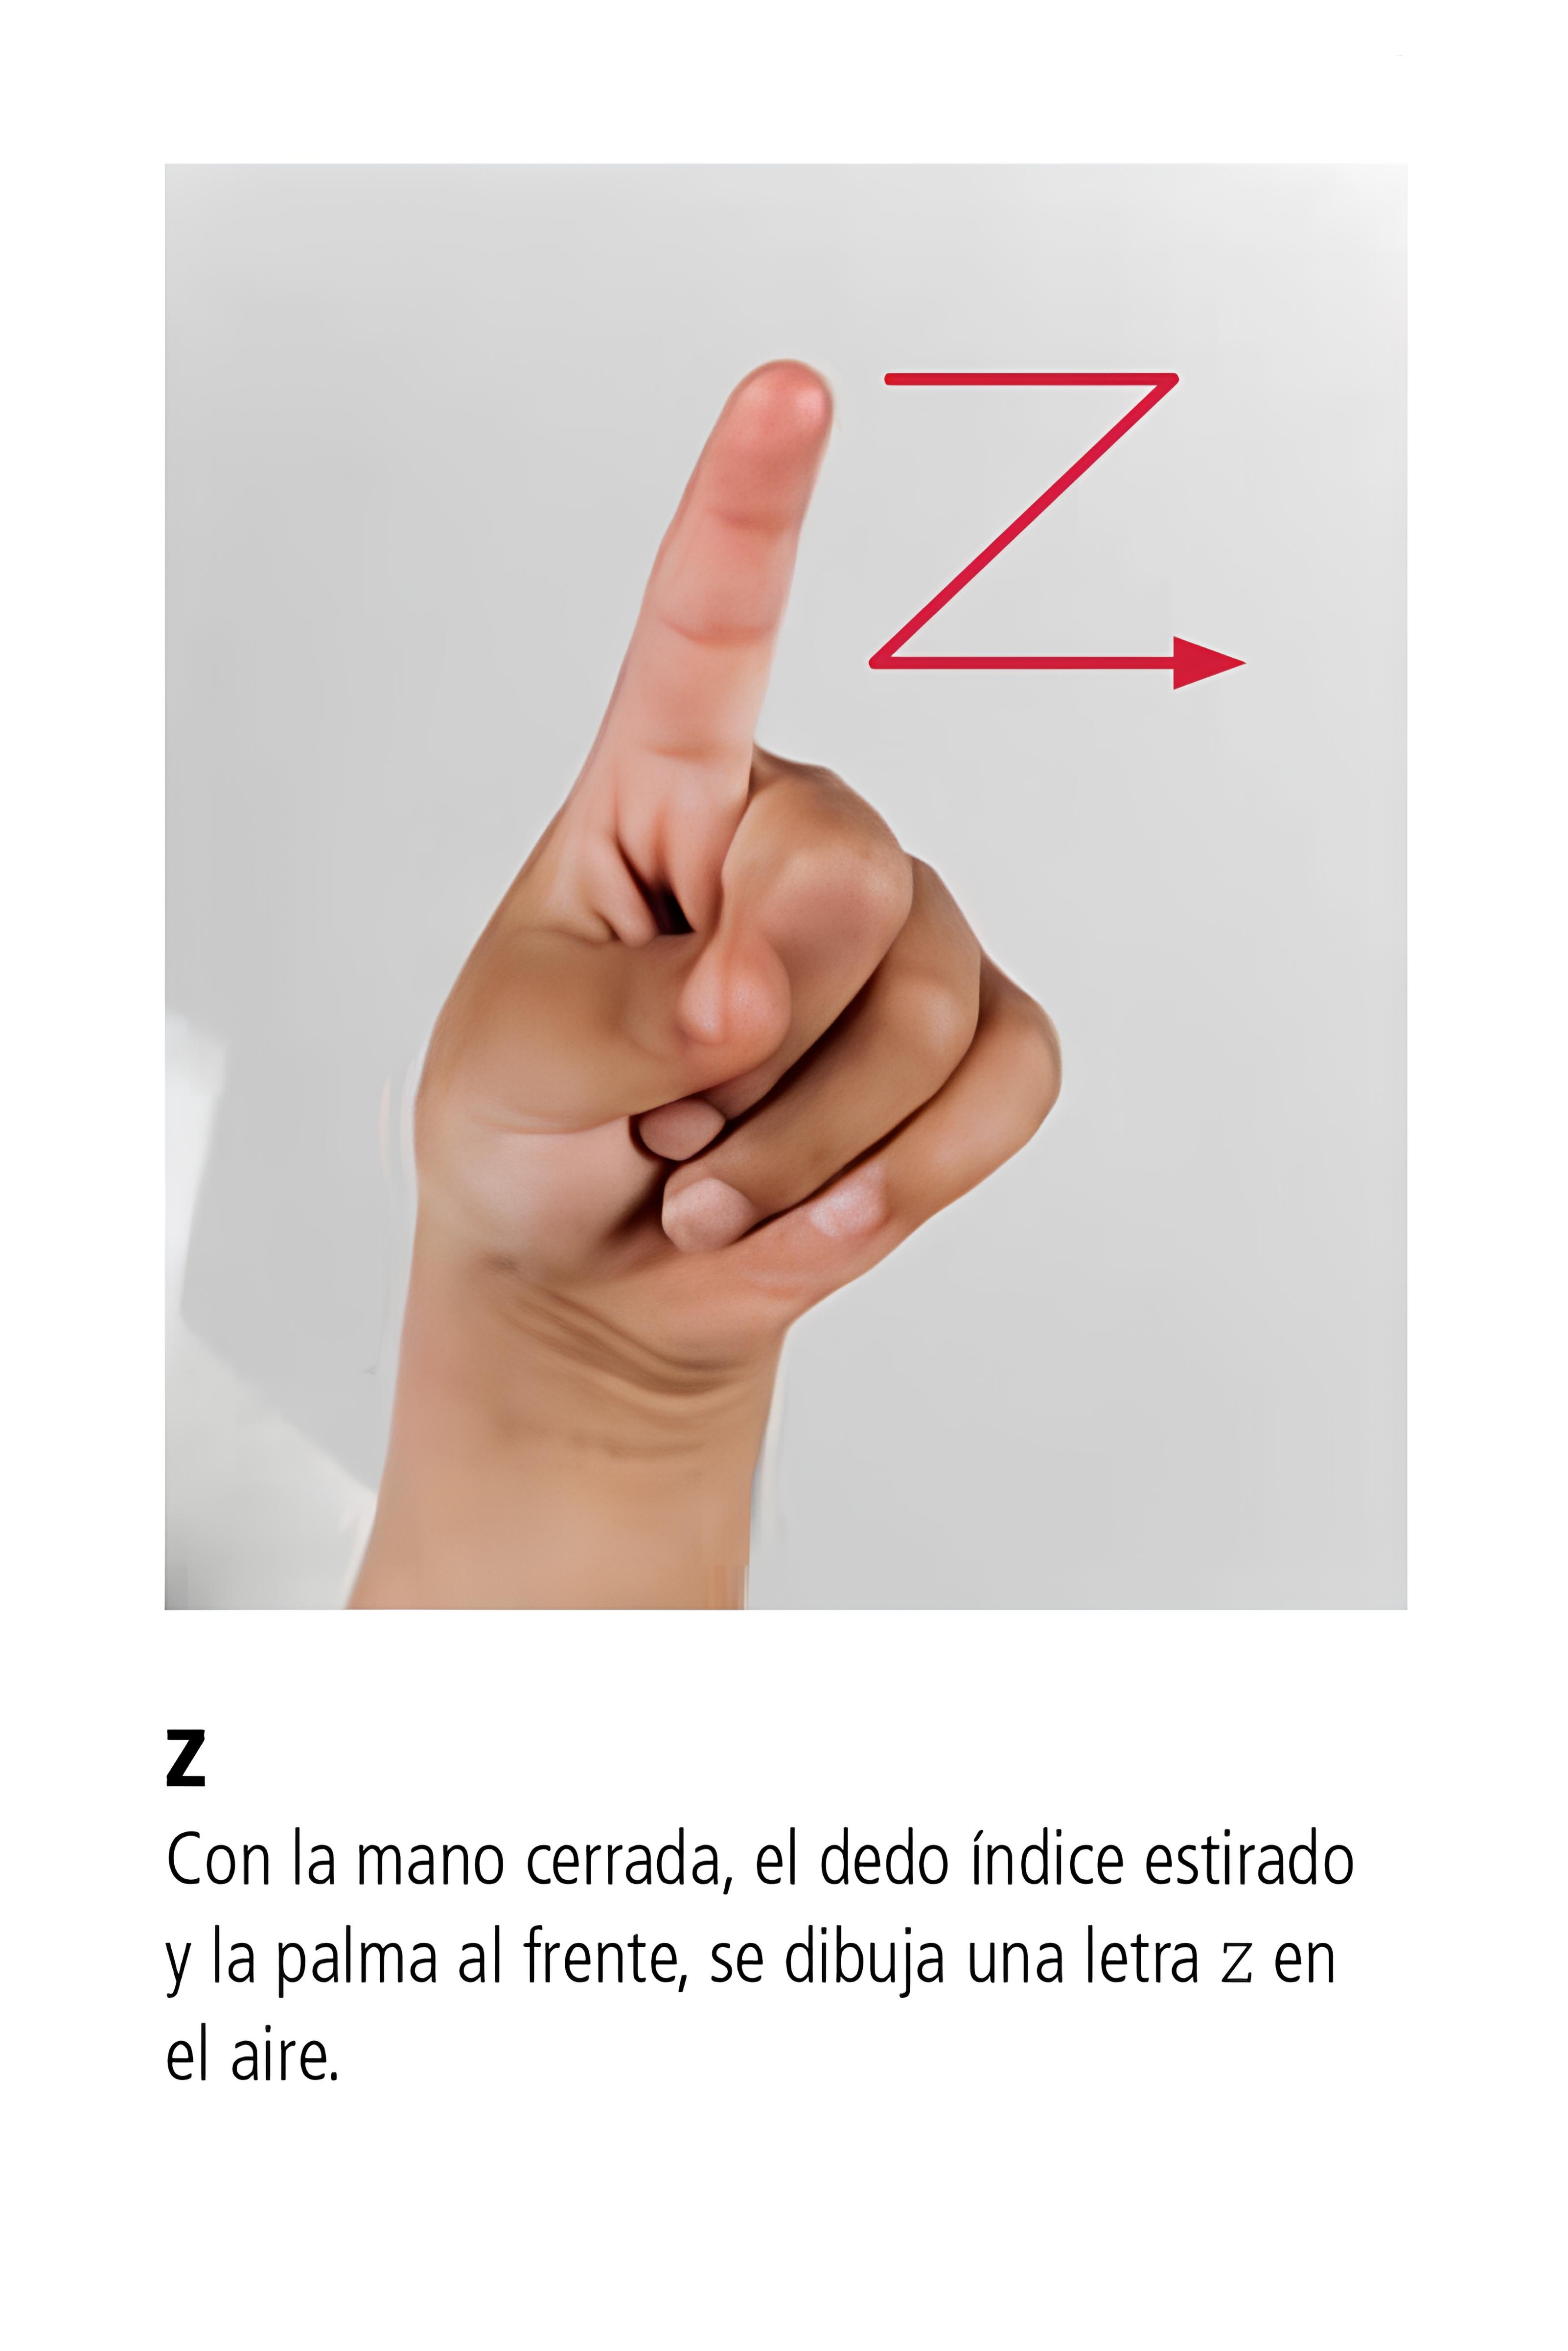 Z
z
Con la mano cerrada, el dedo índice estirado
y la palma al frente, se dibuja una letra z en
el aire.